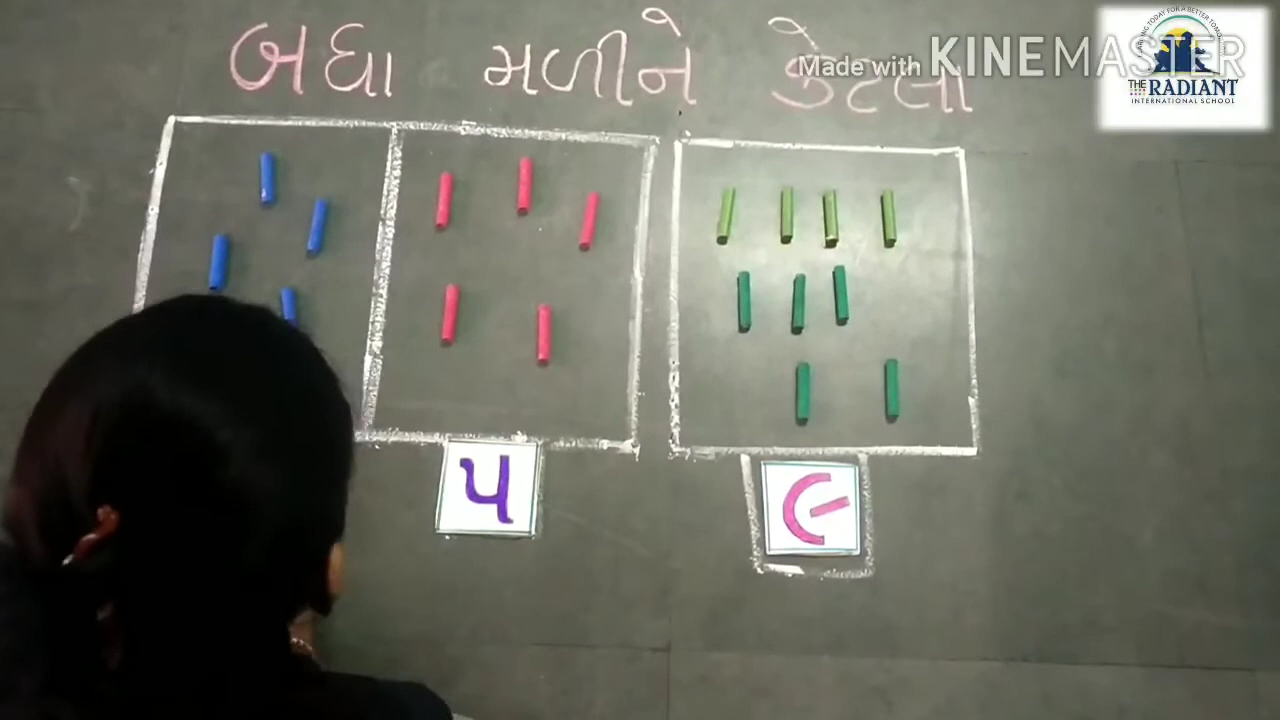 બધા મળીને કેટલા
Made with KINEMASTER
THE RADIANT
INTERNATIONAL SCHOOL
૫
૯